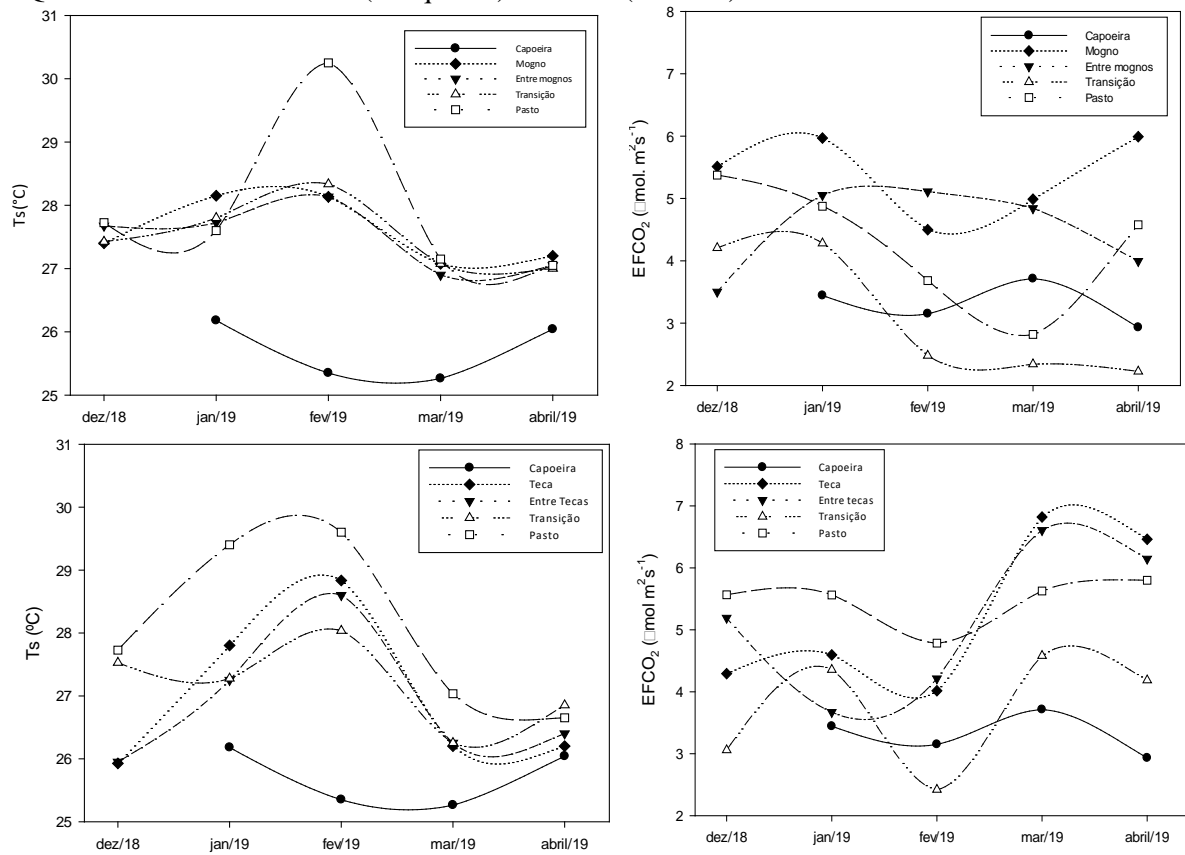 31
30
29
28
27
26
25
Ts(°C)
Capoeira
Mogno
Entre mognos
Transição
Pasto
dez/18 jan/19 fev/19 mar/19 abril/19
8
7
6
5
4
3
2
EFCO₂ (□mol. m²s⁻¹)
Capoeira
Mogno
Entre mognos
Transição
Pasto
dez/18 jan/19 fev/19 mar/19 abril/19
31
30
29
28
27
26
25
Ts (ºC)
Capoeira
Teca
Entre Tecas
Transição
Pasto
dez/18 jan/19 fev/19 mar/19 abril/19
8
7
6
5
4
3
2
EFCO₂ (□mol m²s⁻¹)
Capoeira
Teca
Entre tecas
Transição
Pasto
dez/18 jan/19 fev/19 mar/19 abril/19